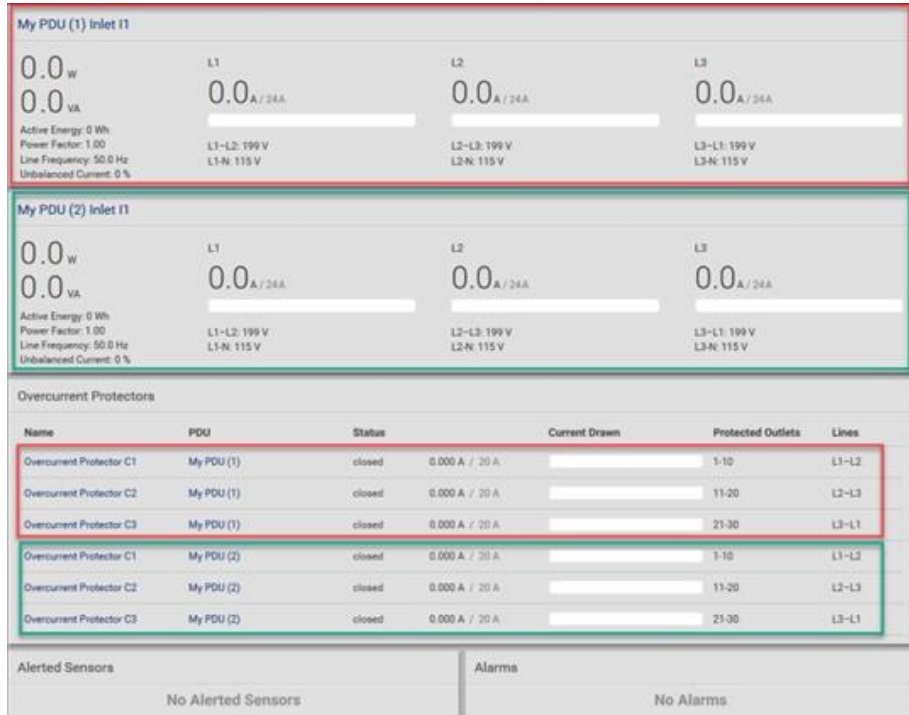 My PDU (1) Inlet I1
0.0 W
0.0 VA
Active Energy: 0 Wh
Power Factor: 1.00
Line Frequency: 50.0 Hz
Unbalanced Current: 0 %
L1
0.0 A / 24A
L1-L2: 199 V
L1-N: 115 V
L2
0.0 A / 24A
L2-L3: 199 V
L2-N: 115 V
L3
0.0 A / 24A
L3-L1: 199 V
L3-N: 115 V
My PDU (2) Inlet I1
0.0 W
0.0 VA
Active Energy: 0 Wh
Power Factor: 1.00
Line Frequency: 50.0 Hz
Unbalanced Current: 0 %
L1
0.0 A / 24A
L1-L2: 199 V
L1-N: 115 V
L2
0.0 A / 24A
L2-L3: 199 V
L2-N: 115 V
L3
0.0 A / 24A
L3-L1: 199 V
L3-N: 115 V
Overcurrent Protectors
Name PDU Status Current Drawn Protected Outlets Lines
Overcurrent Protector C1 My PDU (1) closed 0.000 A / 20 A 1-10 L1-L2
Overcurrent Protector C2 My PDU (1) closed 0.000 A / 20 A 11-20 L2-L3
Overcurrent Protector C3 My PDU (1) closed 0.000 A / 20 A 21-30 L3-L1
Overcurrent Protector C1 My PDU (2) closed 0.000 A / 20 A 1-10 L1-L2
Overcurrent Protector C2 My PDU (2) closed 0.000 A / 20 A 11-20 L2-L3
Overcurrent Protector C3 My PDU (2) closed 0.000 A / 20 A 21-30 L3-L1
Alerted Sensors
No Alerted Sensors
Alarms
No Alarms